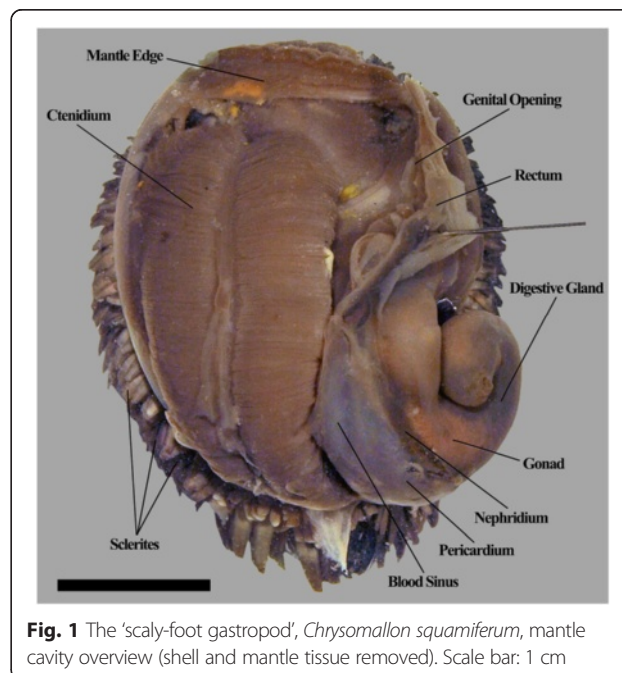 Mantle Edge
Genital Opening
Ctenidium
Rectum
Digestive Gland
Gonad
Nephridium
Sclerites
Pericardium
Blood Sinus
Fig. 1 The ‘scaly-foot gastropod’, Chrysomallon squamiferum, mantle
cavity overview (shell and mantle tissue removed). Scale bar: 1 cm